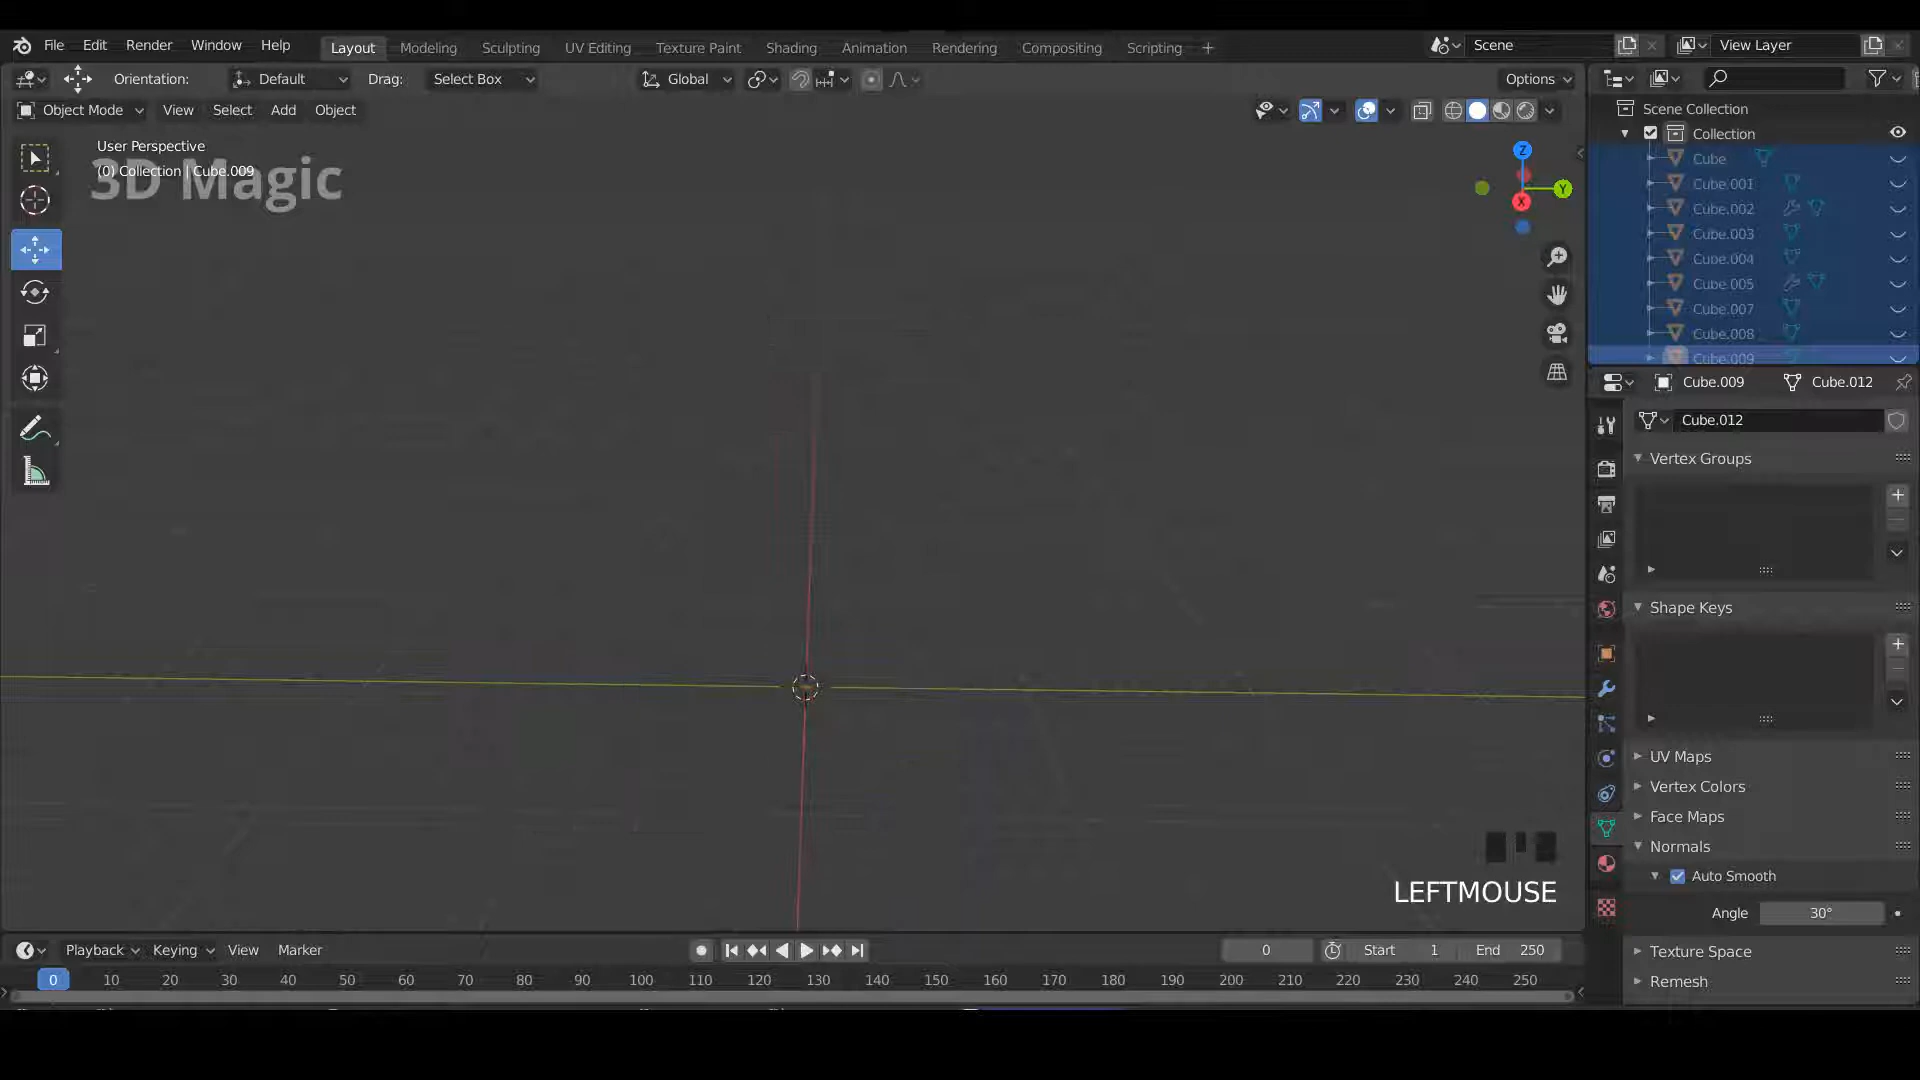 File Edit Render Window Help Layout Modeling Sculpting UV Editing Texture Paint Shading Animation Rendering Compositing Scripting + Scene View Layer
Orientation: Default Drag: Select Box Global Options
Object Mode View Select Add Object
User Perspective
(0) Collection | Cube.009
3D Magic
Z
Y
X
Scene Collection
Collection
Cube
Cube.001
Cube.002
Cube.003
Cube.004
Cube.005
Cube.007
Cube.008
Cube.009
Cube.009 Cube.012
Cube.012
Vertex Groups
Shape Keys
UV Maps
Vertex Colors
Face Maps
Normals
Auto Smooth
Angle 30°
Texture Space
Remesh
LEFTMOUSE
Playback Keying View Marker 0 Start 1 End 250
0 10 20 30 40 50 60 70 80 90 100 110 120 130 140 150 160 170 180 190 200 210 220 230 240 250